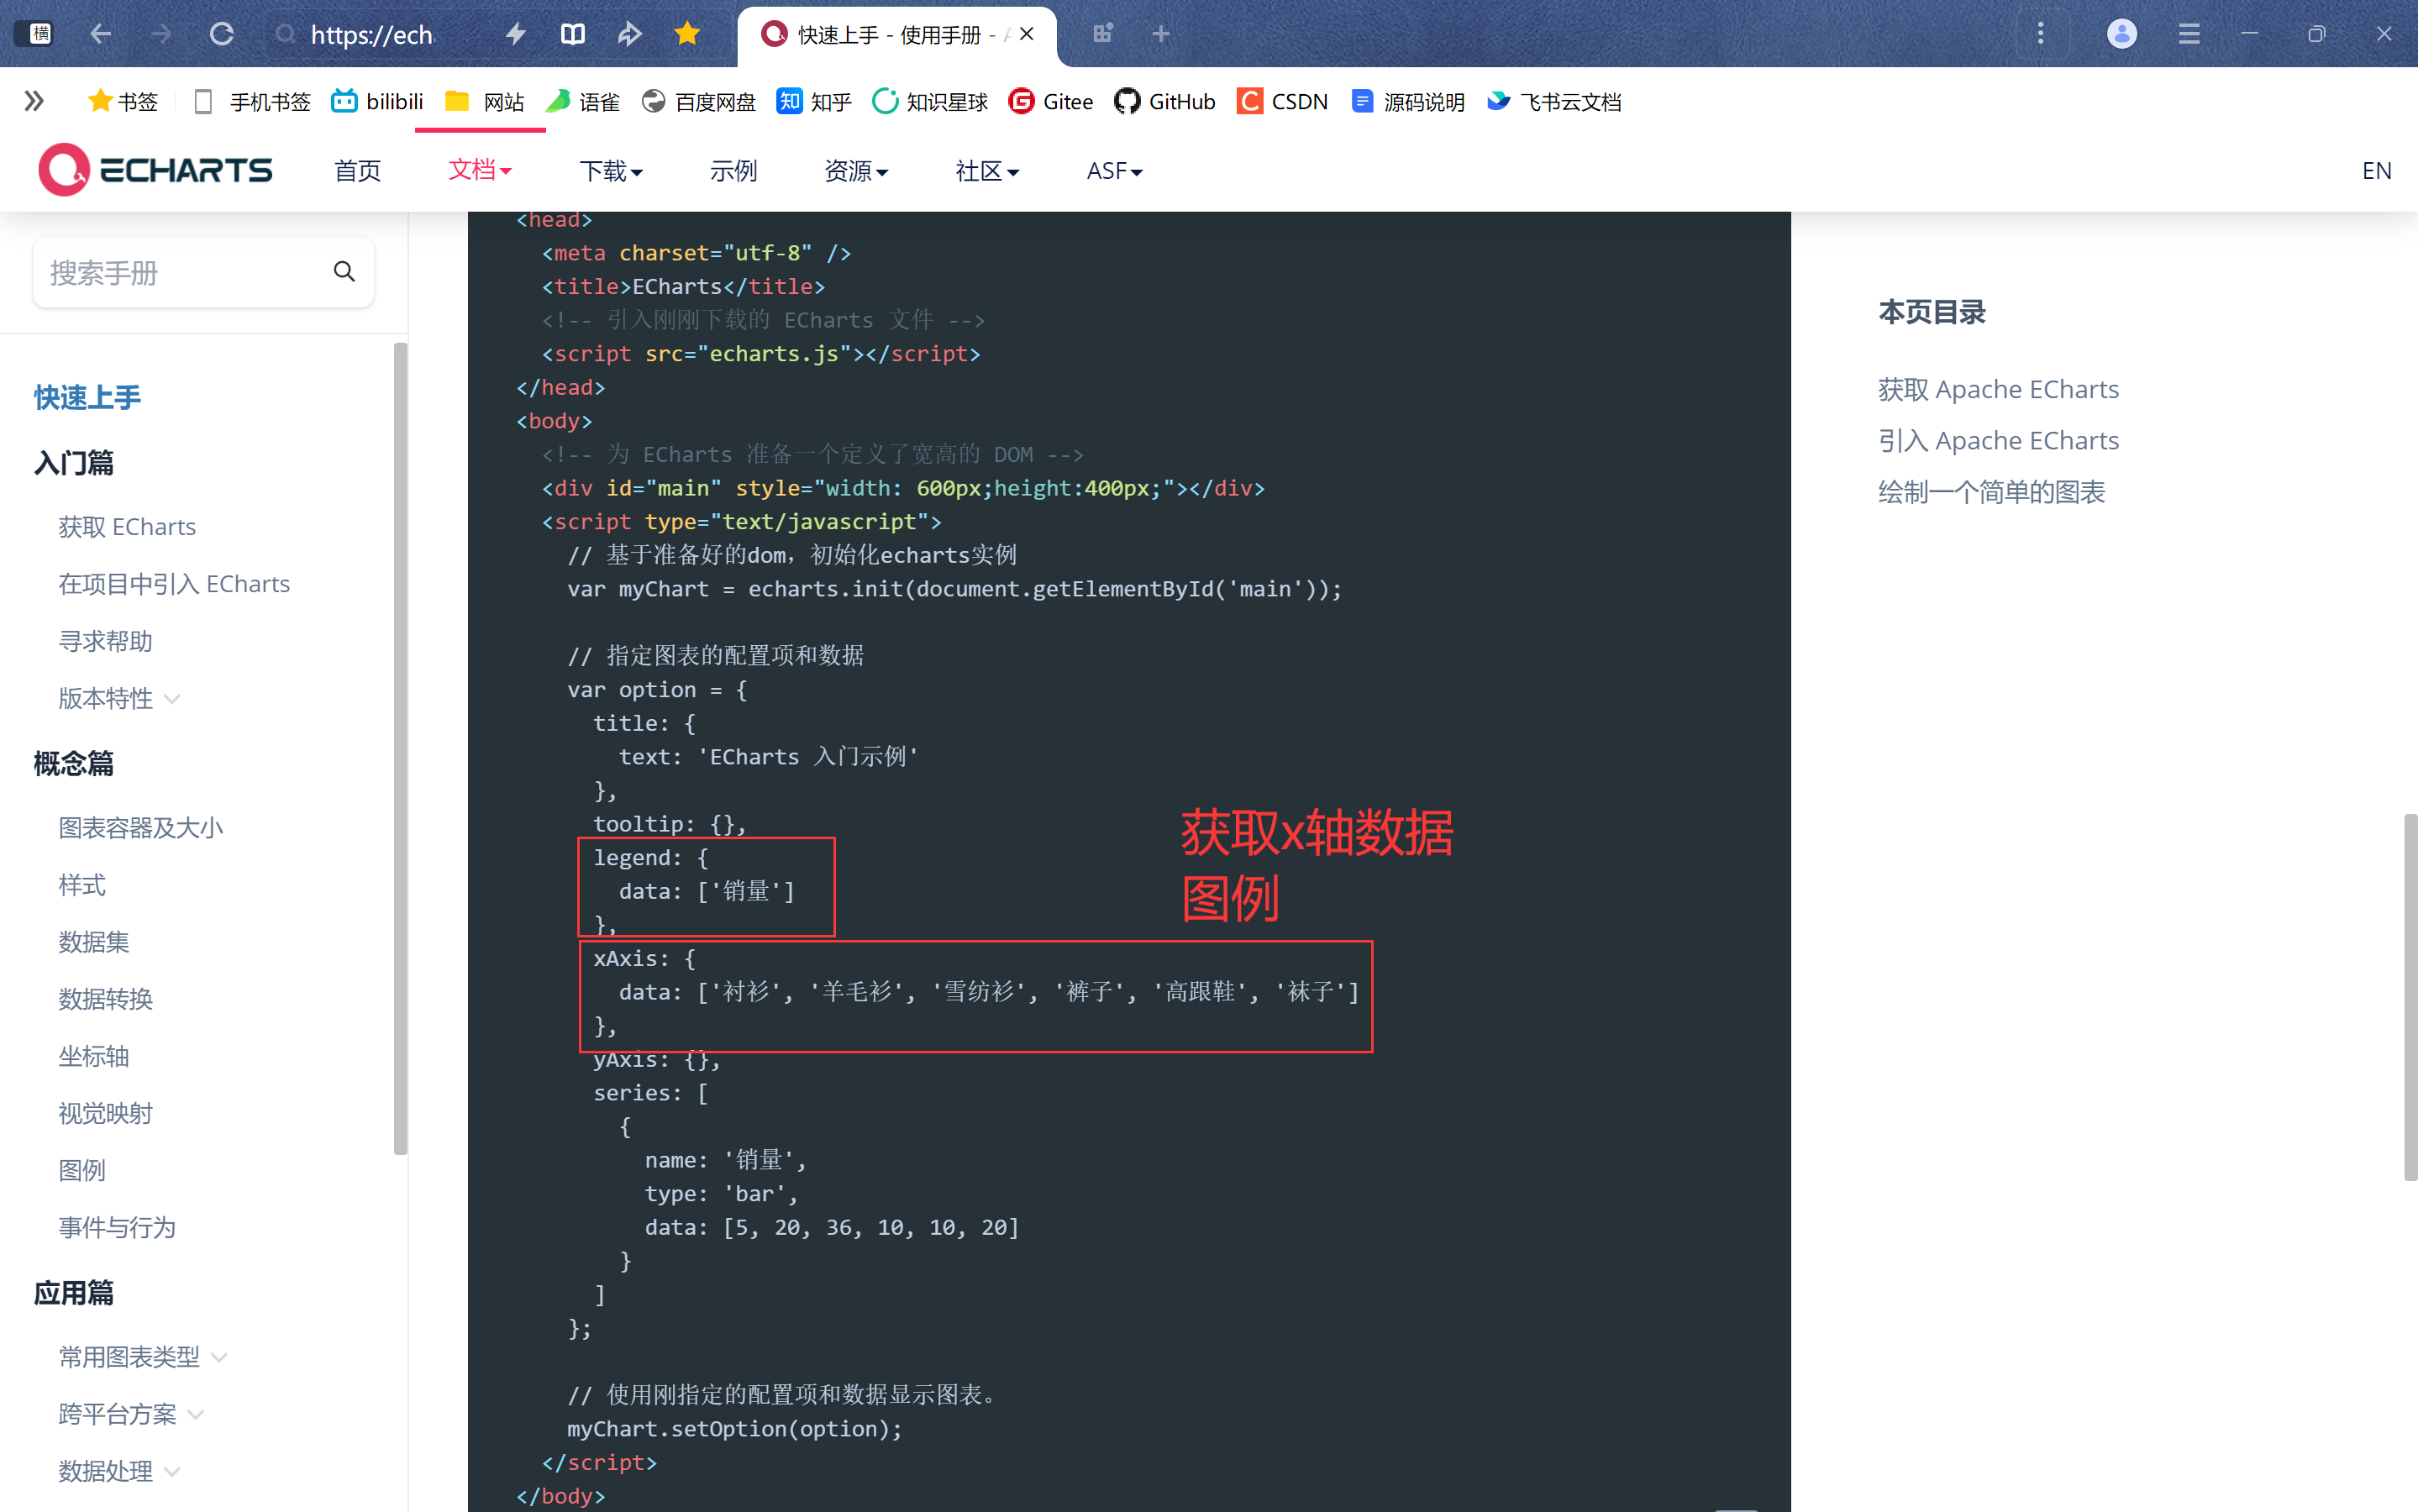 横
https://ech
快速上手 - 使用手册 -
书签
手机书签
bilibili
网站
语雀
百度网盘
知 知乎
知识星球
Gitee
GitHub
CSDN
源码说明
飞书云文档
ECHARTS
首页
文档
下载
示例
资源
社区
ASF
EN
搜索手册
快速上手
入门篇
获取 ECharts
在项目中引入 ECharts
寻求帮助
版本特性
概念篇
图表容器及大小
样式
数据集
数据转换
坐标轴
视觉映射
图例
事件与行为
应用篇
常用图表类型
跨平台方案
数据处理
<head>
<meta charset="utf-8" />
<title>ECharts</title>
<!-- 引入刚刚下载的 ECharts 文件 -->
<script src="echarts.js"></script>
</head>
<body>
<!-- 为 ECharts 准备一个定义了宽高的 DOM -->
<div id="main" style="width: 600px;height:400px;"></div>
<script type="text/javascript">
// 基于准备好的dom，初始化echarts实例
var myChart = echarts.init(document.getElementById('main'));
// 指定图表的配置项和数据
var option = {
title: {
text: 'ECharts 入门示例'
},
tooltip: {},
legend: {
data: ['销量']
},
xAxis: {
data: ['衬衫', '羊毛衫', '雪纺衫', '裤子', '高跟鞋', '袜子']
},
yAxis: {},
series: [
{
name: '销量',
type: 'bar',
data: [5, 20, 36, 10, 10, 20]
}
]
};
// 使用刚指定的配置项和数据显示图表。
myChart.setOption(option);
</script>
</body>
获取x轴数据
图例
本页目录
获取 Apache ECharts
引入 Apache ECharts
绘制一个简单的图表